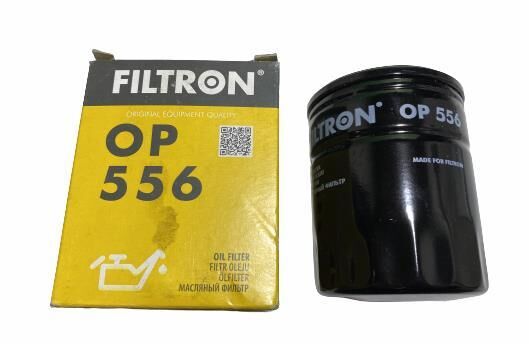 FILTRON®
ORIGINAL EQUIPMENT QUALITY
OP
556
OIL FILTER
FILTR OLEJU
ÖLFILTER
МАСЛЯНЫЙ ФИЛЬТР
FILTRON® OP 556
MADE FOR FILTRON
ФИЛЬТР